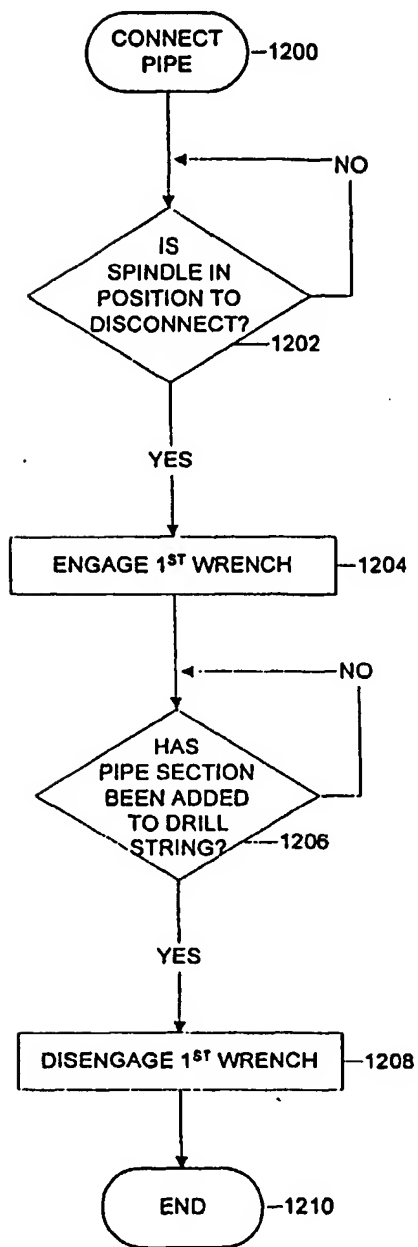 CONNECT
PIPE
1200
NO
IS
SPINDLE IN
POSITION TO
DISCONNECT?
1202
YES
ENGAGE 1ST WRENCH
1204
NO
HAS
PIPE SECTION
BEEN ADDED
TO DRILL
STRING?
1206
YES
DISENGAGE 1ST WRENCH
1208
END
1210